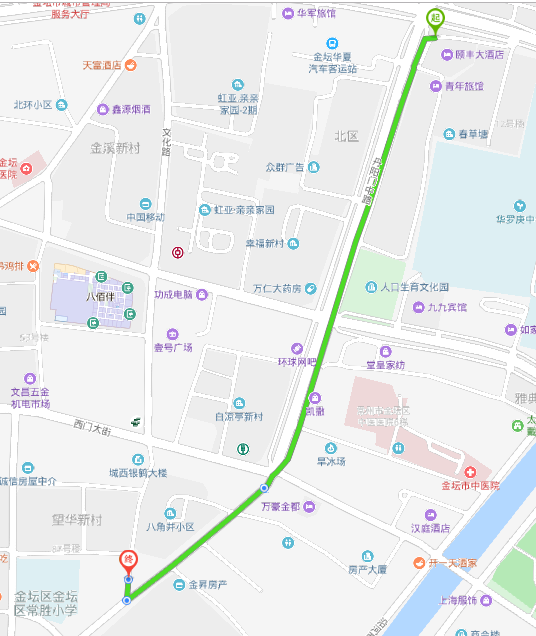 服务大厅
华军旅馆
起
金坛华夏
汽车客运站
颐丰大酒店
天富酒店
青年旅馆
虹亚·亲亲
家园-2期
北环小区
鑫源烟酒
文化路
北区
春草塘
金溪新村
金坛
医院
众群广告
丹阳门中路
中国移动
虹亚·亲亲家园
华罗庚中
幸福新村
鸡排
八佰伴
功成电脑
万仁大药房
人口生育文化园
九九宾馆
如家
壹号广场
环球网吧
堂皇家纺
文昌五金
机电市场
白凉亭新村
凯撒
雅典
西门大街
旱冰场
诚信房屋中介
城西银鹤大楼
金坛市中医院
望华新村
八角井小区
万豪金都
汉庭酒店
终
房产大厦
开一天酒家
金昇房产
金坛区金坛
区常胜小学
上海服饰
商会楼